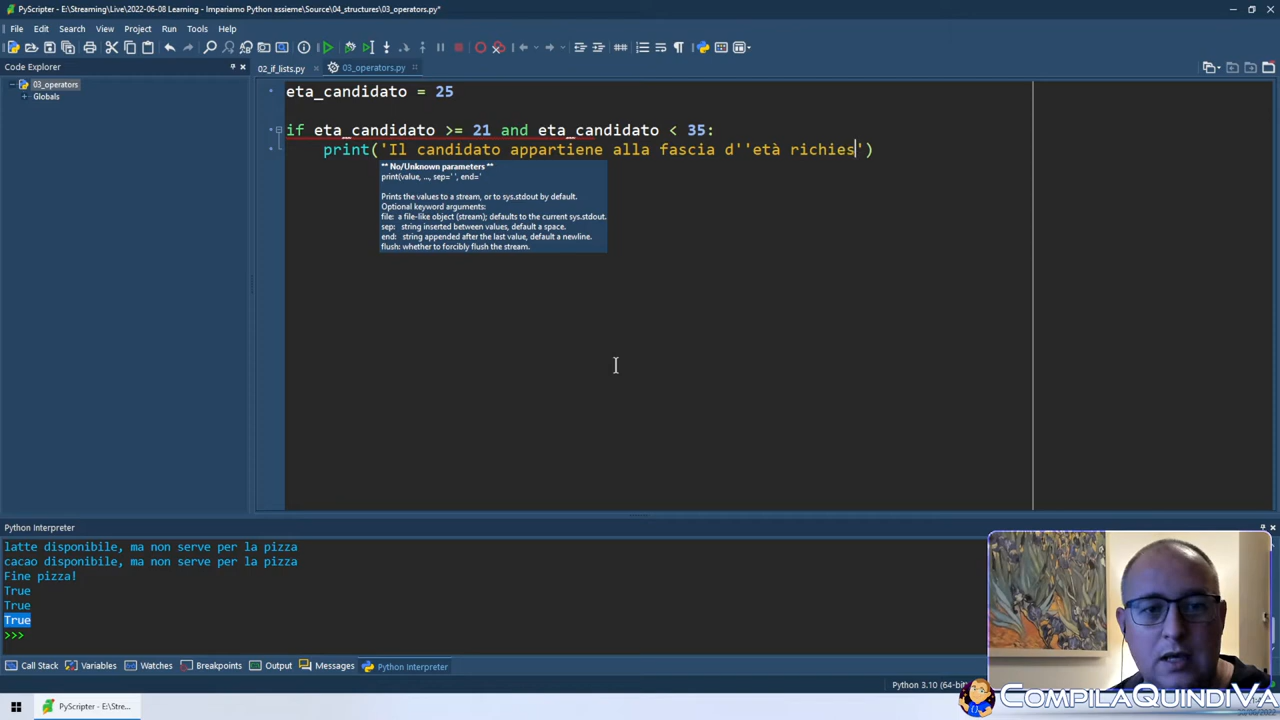 PyScripter - E:\Streaming\Live\2022-06-08 Learning - Impariamo Python assieme\Source\04_structures\03_operators.py*
File Edit Search View Project Run Tools Help
Code Explorer
02_if_lists.py 03_operators.py
03_operators
Globals
eta_candidato = 25
if eta_candidato >= 21 and eta_candidato < 35:
print('Il candidato appartiene alla fascia d''età richies')
** No/Unknown parameters **
print(value, ..., sep=' ', end='
Prints the values to a stream, or to sys.stdout by default.
Optional keyword arguments:
file: a file-like object (stream); defaults to the current sys.stdout.
sep: string inserted between values, default a space.
end: string appended after the last value, default a newline.
flush: whether to forcibly flush the stream.
Python Interpreter
latte disponibile, ma non serve per la pizza
cacao disponibile, ma non serve per la pizza
Fine pizza!
True
True
True
>>>
Call Stack Variables Watches Breakpoints Output Messages Python Interpreter
Python 3.10 (64-bit)
COMPILAQUINDIVA
PyScripter - E:\Stre...